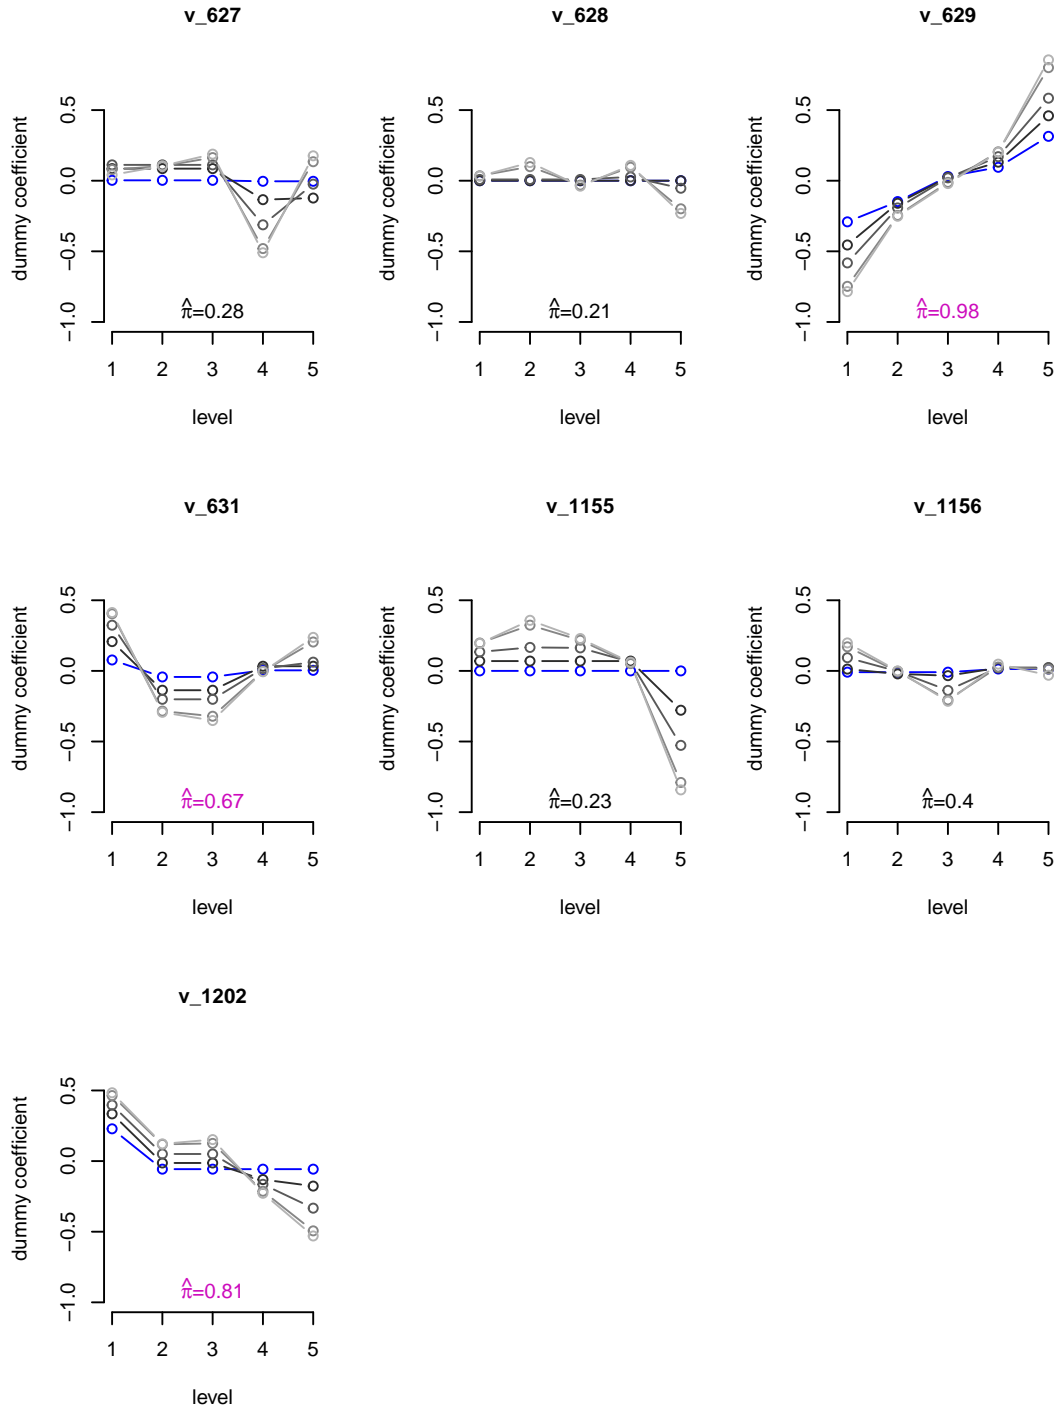 v_627
dummy coefficient
0.5
0.0
−0.5
−1.0
π̂=0.28
1 2 3 4 5
level
v_628
dummy coefficient
0.5
0.0
−0.5
−1.0
π̂=0.21
1 2 3 4 5
level
v_629
dummy coefficient
0.5
0.0
−0.5
−1.0
π̂=0.98
1 2 3 4 5
level
v_631
dummy coefficient
0.5
0.0
−0.5
−1.0
π̂=0.67
1 2 3 4 5
level
v_1155
dummy coefficient
0.5
0.0
−0.5
−1.0
π̂=0.23
1 2 3 4 5
level
v_1156
dummy coefficient
0.5
0.0
−0.5
−1.0
π̂=0.4
1 2 3 4 5
level
v_1202
dummy coefficient
0.5
0.0
−0.5
−1.0
π̂=0.81
1 2 3 4 5
level